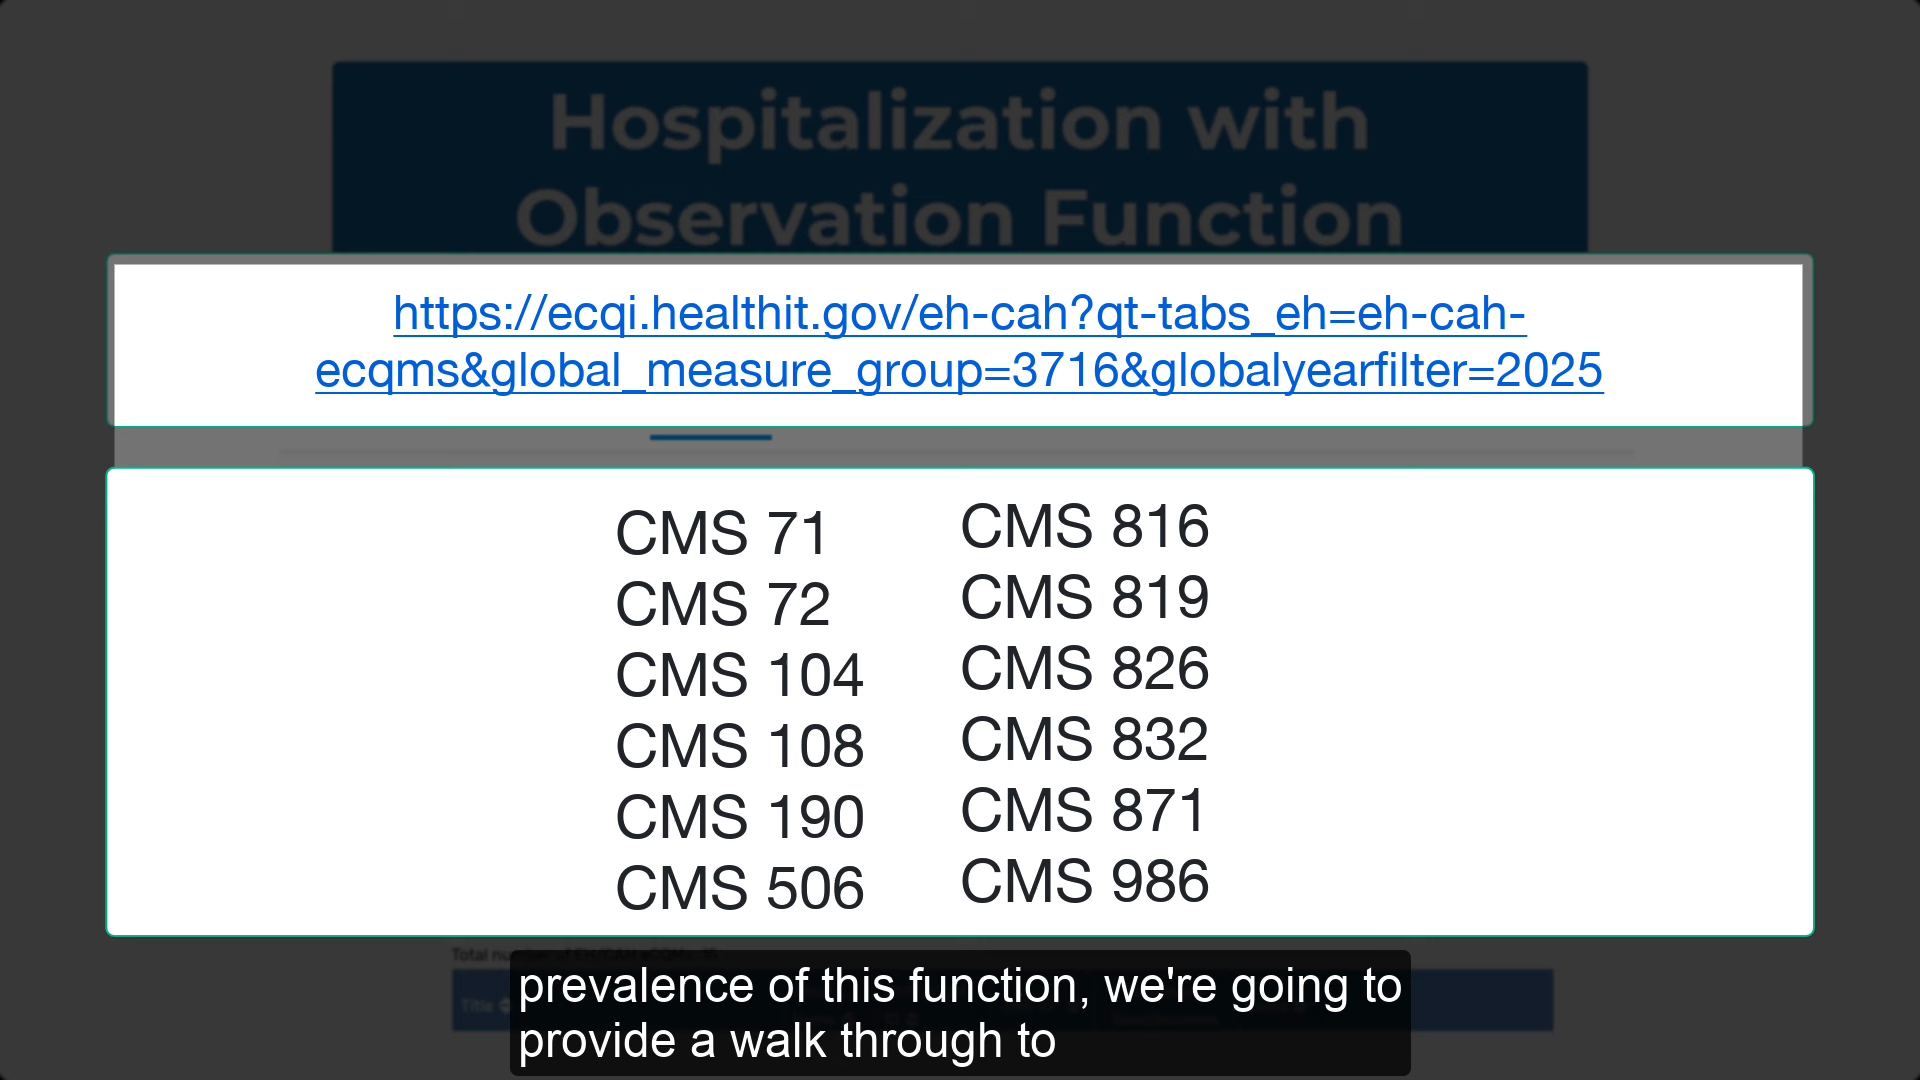 Hospitalization with
Observation Function
https://ecqi.healthit.gov/eh-cah?qt-tabs_eh=eh-cah-
ecqms&global_measure_group=3716&globalyearfilter=2025
CMS 71
CMS 72
CMS 104
CMS 108
CMS 190
CMS 506
CMS 816
CMS 819
CMS 826
CMS 832
CMS 871
CMS 986
Title
prevalence of this function, we're going to
provide a walk through to